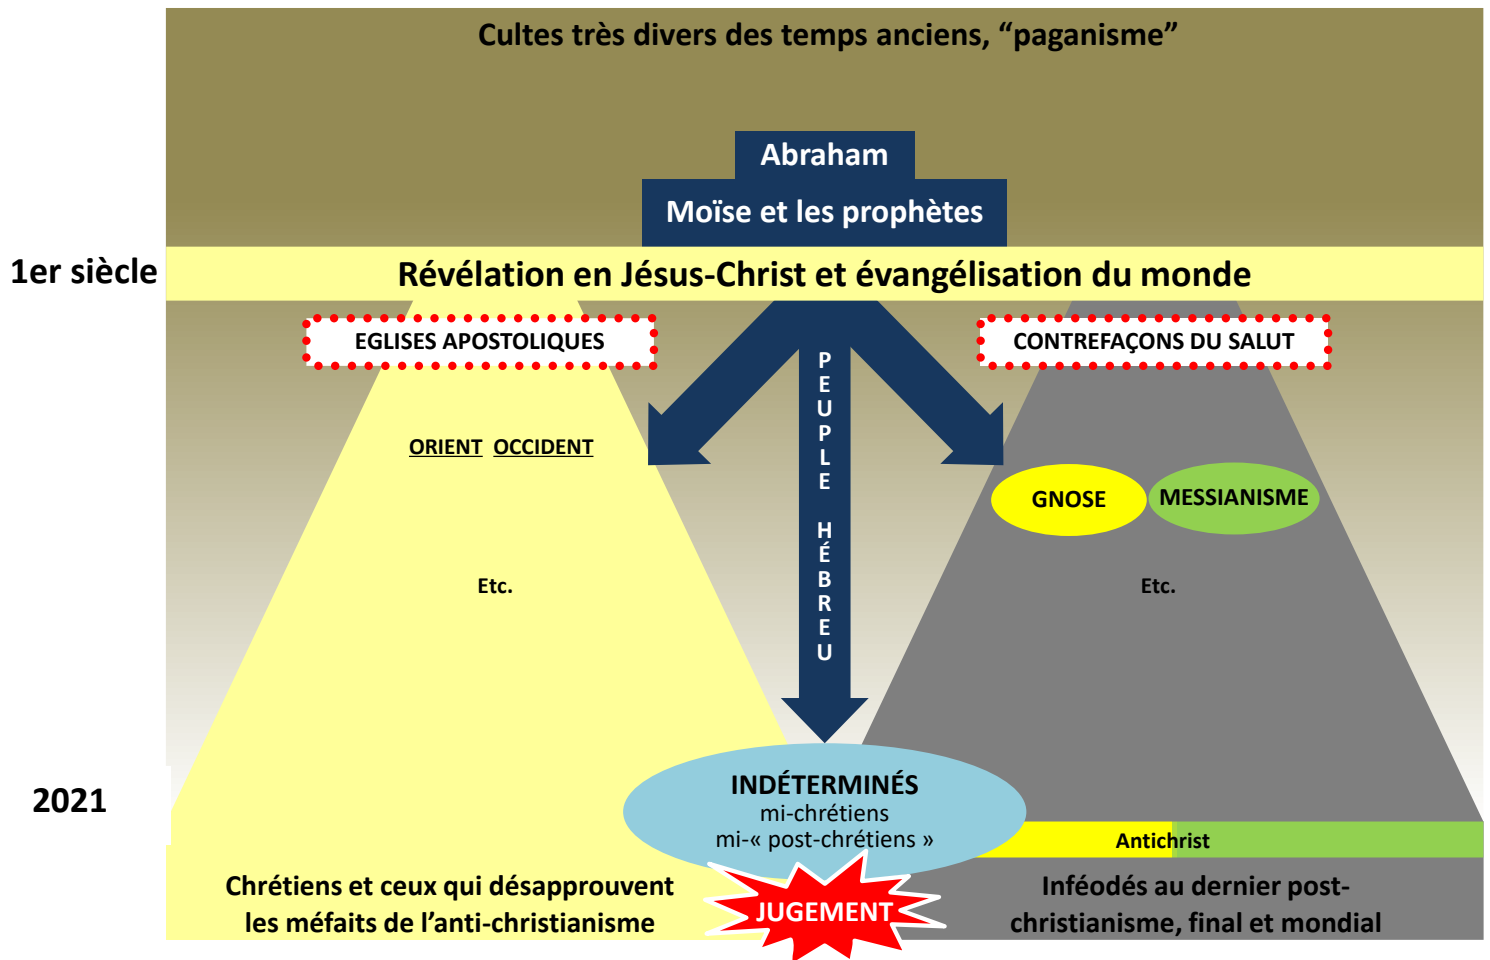 Cultes très divers des temps anciens, “paganisme”
Abraham
Moïse et les prophètes
1er siècle
Révélation en Jésus-Christ et évangélisation du monde
EGLISES APOSTOLIQUES
CONTREFAÇONS DU SALUT
PEUPLE HÉBREU
ORIENT OCCIDENT
GNOSE
MESSIANISME
Etc.
Etc.
2021
INDÉTERMINÉS
mi-chrétiens
mi-« post-chrétiens »
Antichrist
Chrétiens et ceux qui désapprouvent
les méfaits de l’anti-christianisme
JUGEMENT
Inféodés au dernier post-
christianisme, final et mondial